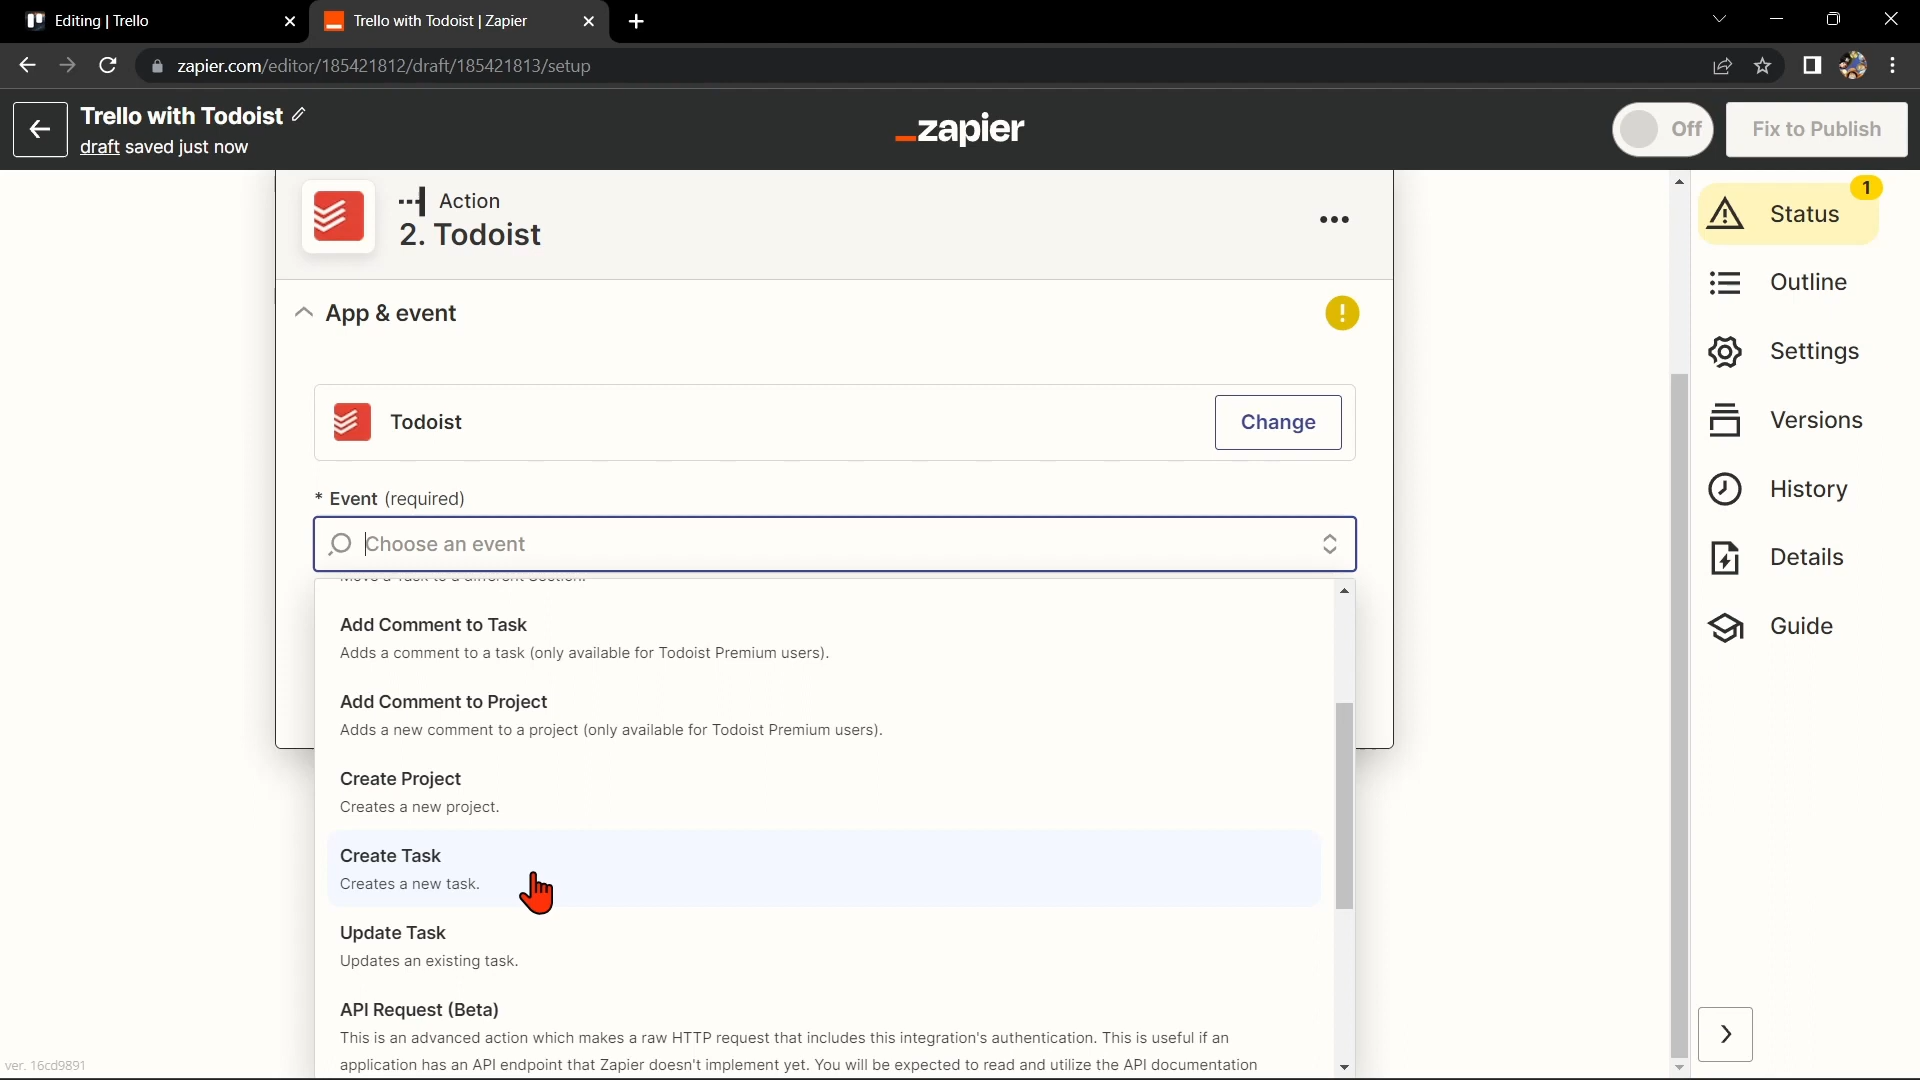 Editing | Trello
Trello with Todoist | Zapier
zapier.com/editor/185421812/draft/185421813/setup
Trello with Todoist
draft saved just now
_zapier
Off
Fix to Publish
Action
2. Todoist
App & event
!
Todoist
Change
* Event (required)
Choose an event
Move a Task to a different Section.
Add Comment to Task
Adds a comment to a task (only available for Todoist Premium users).
Add Comment to Project
Adds a new comment to a project (only available for Todoist Premium users).
Create Project
Creates a new project.
Create Task
Creates a new task.
Update Task
Updates an existing task.
API Request (Beta)
This is an advanced action which makes a raw HTTP request that includes this integration's authentication. This is useful if an
application has an API endpoint that Zapier doesn't implement yet. You will be expected to read and utilize the API documentation
1
Status
Outline
Settings
Versions
History
Details
Guide
ver. 16cd9891